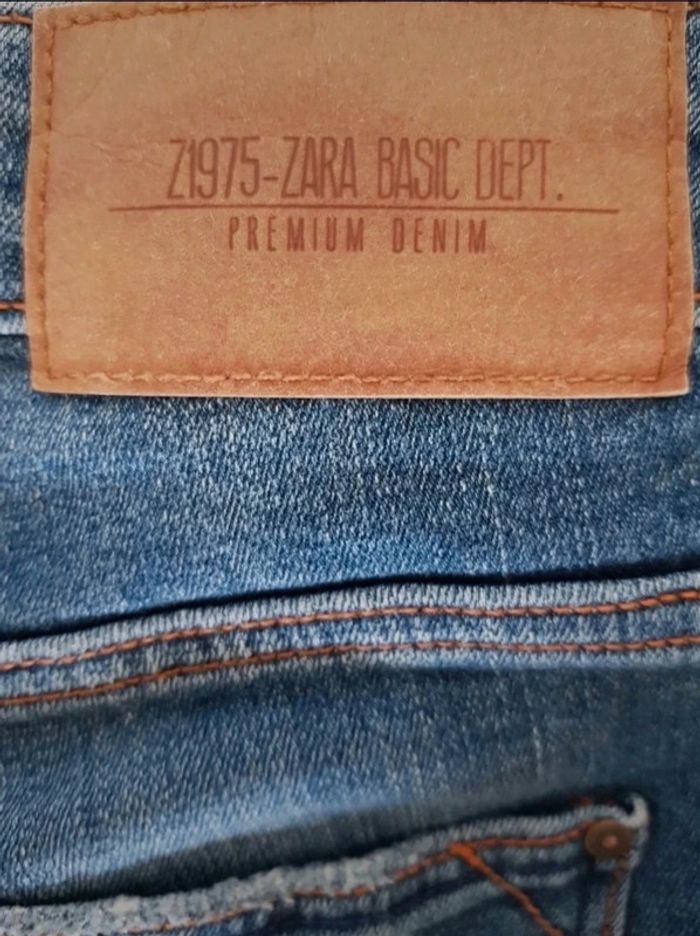 Z1975-ZARA BASIC DEPT.
PREMIUM DENIM